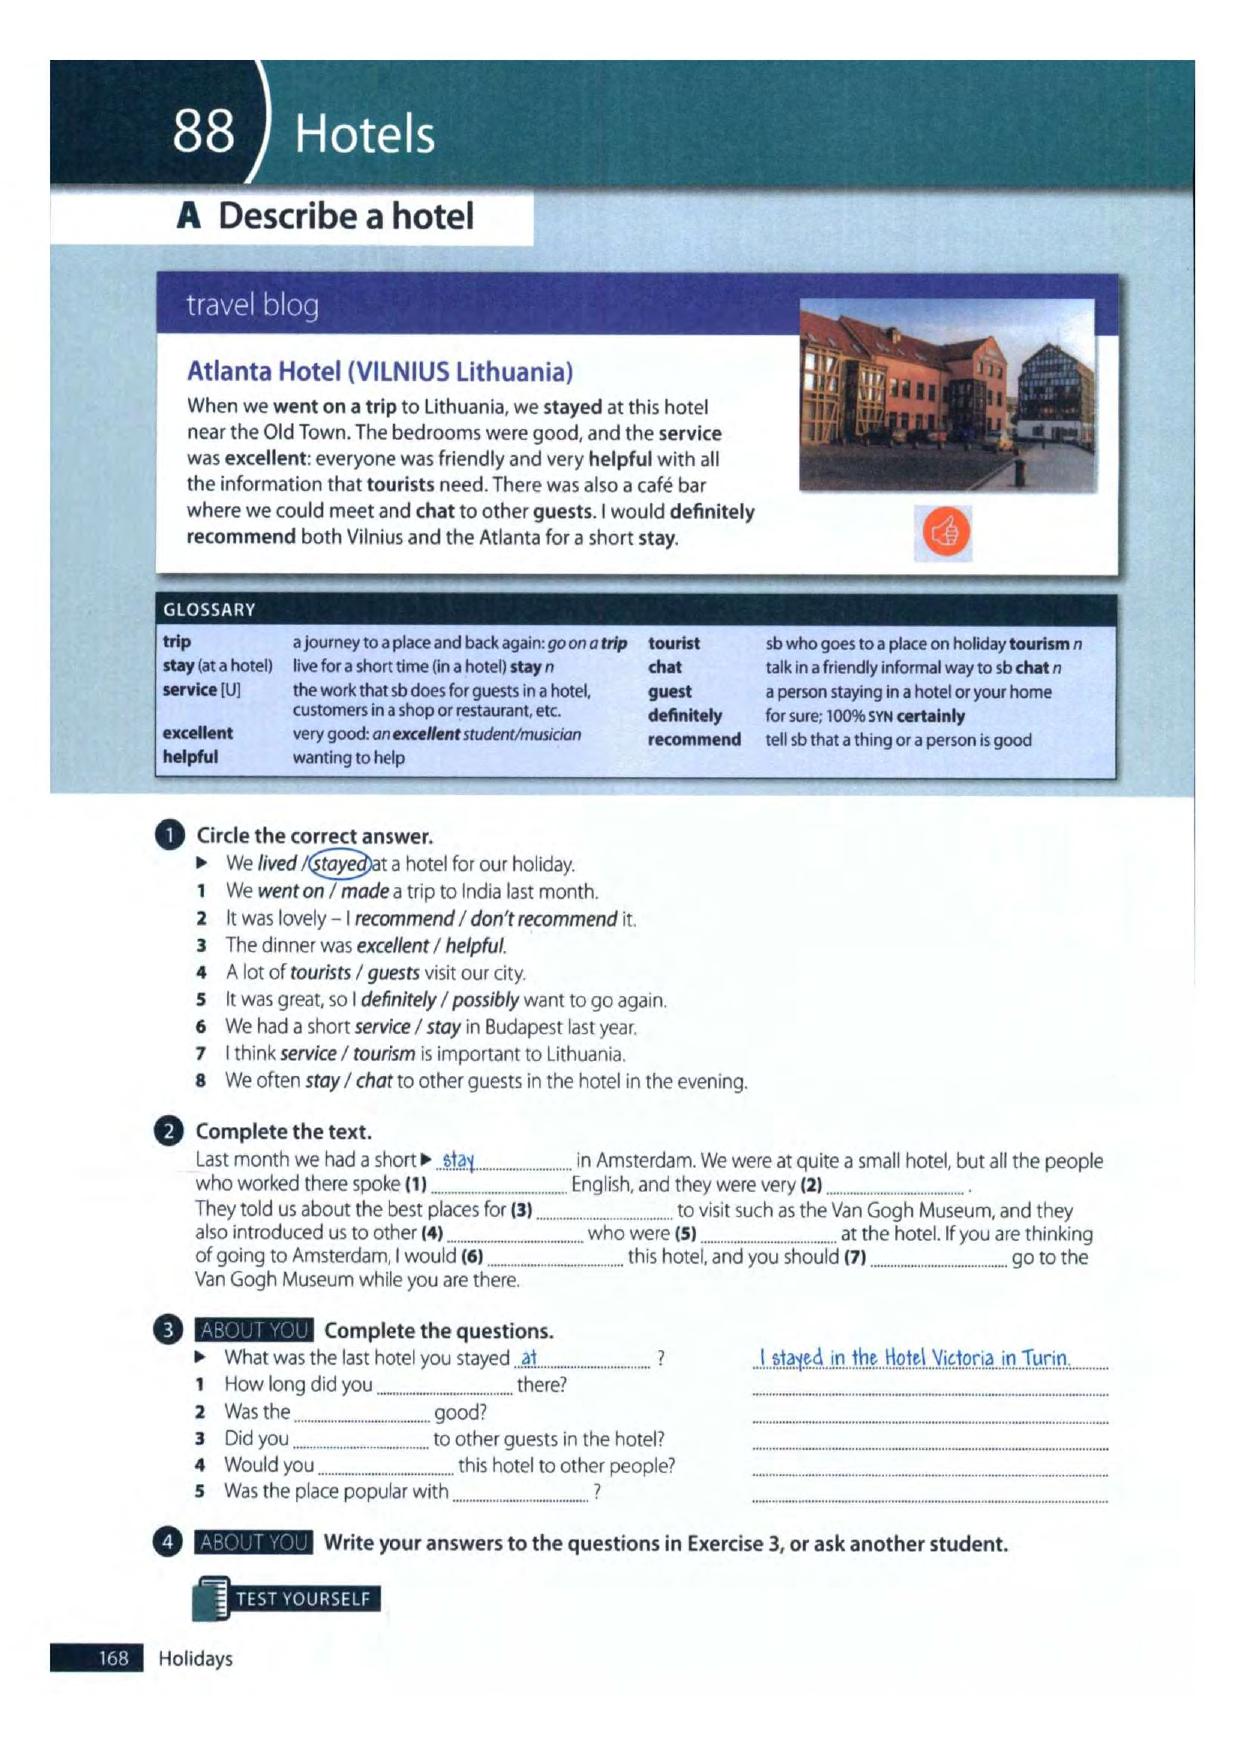 88 Hotels
A Describe a hotel
travel blog
Atlanta Hotel (VILNIUS Lithuania)
When we went on a trip to Lithuania, we stayed at this hotel
near the Old Town. The bedrooms were good, and the service
was excellent: everyone was friendly and very helpful with all
the information that tourists need. There was also a café bar
where we could meet and chat to other guests. I would definitely
recommend both Vilnius and the Atlanta for a short stay.
GLOSSARY
trip a journey to a place and back again: go on a trip
stay (at a hotel) live for a short time (in a hotel) stay n
service [U] the work that sb does for guests in a hotel,
customers in a shop or restaurant, etc.
excellent very good: an excellent student/musician
helpful wanting to help
tourist sb who goes to a place on holiday tourism n
chat talk in a friendly informal way to sb chat n
guest a person staying in a hotel or your home
definitely for sure; 100% SYN certainly
recommend tell sb that a thing or a person is good
1 Circle the correct answer.
▶ We lived / stayed at a hotel for our holiday.
1 We went on / made a trip to India last month.
2 It was lovely – I recommend / don't recommend it.
3 The dinner was excellent / helpful.
4 A lot of tourists / guests visit our city.
5 It was great, so I definitely / possibly want to go again.
6 We had a short service / stay in Budapest last year.
7 I think service / tourism is important to Lithuania.
8 We often stay / chat to other guests in the hotel in the evening.
2 Complete the text.
Last month we had a short ▶ stay in Amsterdam. We were at quite a small hotel, but all the people
who worked there spoke (1) English, and they were very (2) .
They told us about the best places for (3) to visit such as the Van Gogh Museum, and they
also introduced us to other (4) who were (5) at the hotel. If you are thinking
of going to Amsterdam, I would (6) this hotel, and you should (7) go to the
Van Gogh Museum while you are there.
3 ABOUT YOU Complete the questions.
▶ What was the last hotel you stayed at ? I stayed in the Hotel Victoria in Turin.
1 How long did you there?
2 Was the good?
3 Did you to other guests in the hotel?
4 Would you this hotel to other people?
5 Was the place popular with ?
4 ABOUT YOU Write your answers to the questions in Exercise 3, or ask another student.
TEST YOURSELF
168 Holidays